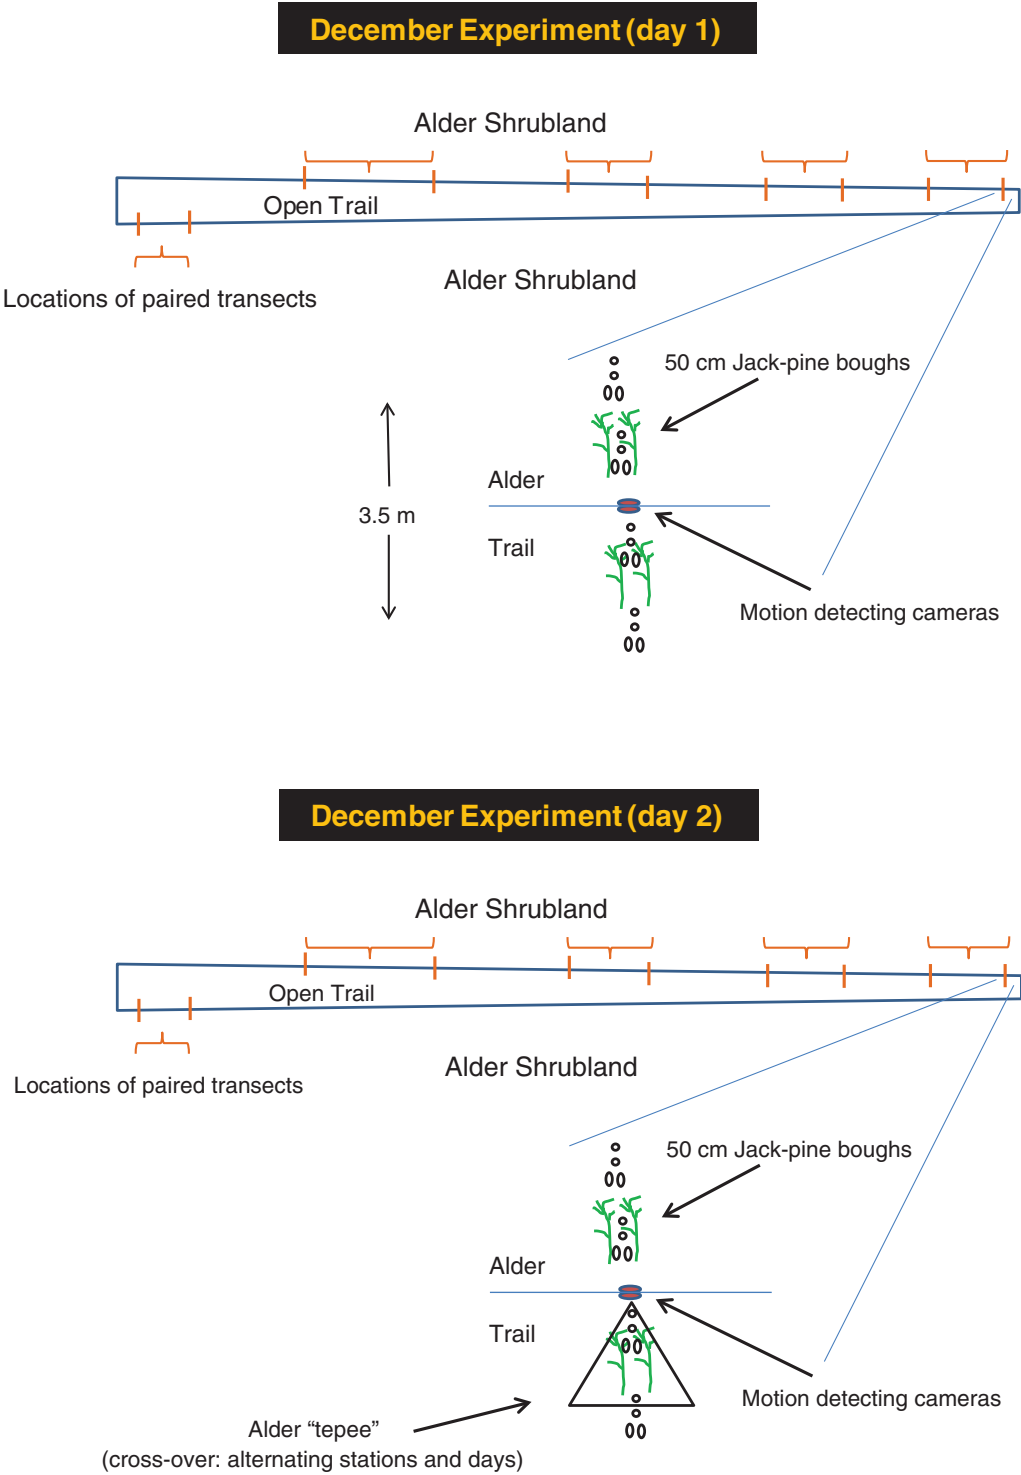 December Experiment (day 1)
Alder Shrubland
Open Trail
Alder Shrubland
Locations of paired transects
50 cm Jack-pine boughs
Alder
3.5 m
Trail
Motion detecting cameras
December Experiment (day 2)
Alder Shrubland
Open Trail
Alder Shrubland
Locations of paired transects
50 cm Jack-pine boughs
Alder
Trail
Motion detecting cameras
Alder “tepee”
(cross-over: alternating stations and days)